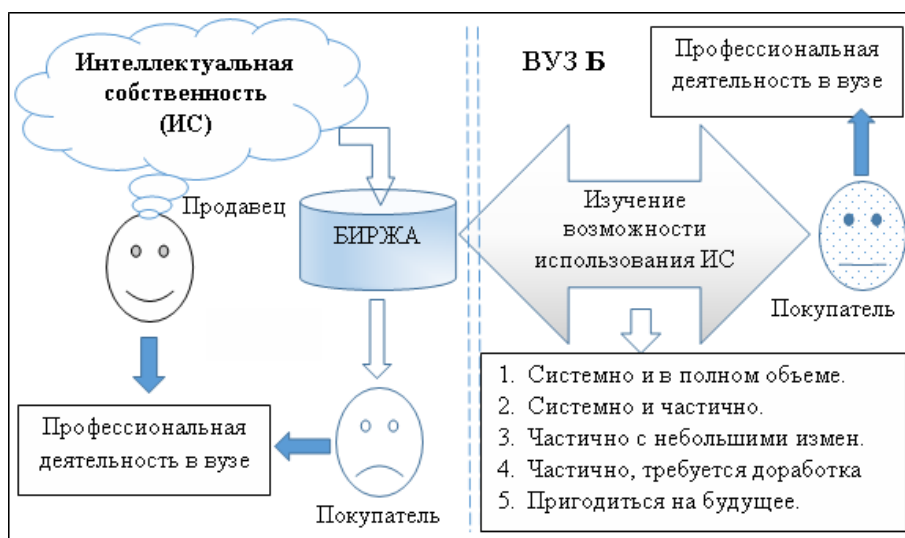 Интеллектуальная
собственность
(ИС)
Продавец
БИРЖА
Профессиональная
деятельность в вузе
Покупатель
ВУЗ Б
Профессиональная
деятельность в вузе
Изучение
возможности
использования ИС
Покупатель
1. Системно и в полном объеме.
2. Системно и частично.
3. Частично с небольшими измен.
4. Частично, требуется доработка
5. Пригодиться на будущее.